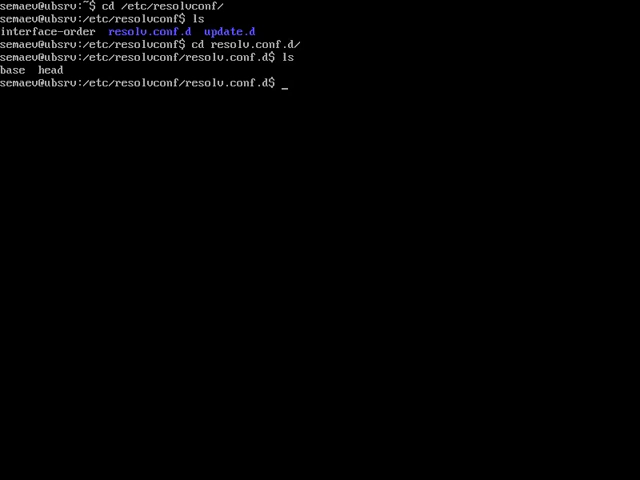 semaev@ubsrv:~$ cd /etc/resolvconf/
semaev@ubsrv:/etc/resolvconf$ ls
interface-order  resolv.conf.d  update.d
semaev@ubsrv:/etc/resolvconf$ cd resolv.conf.d/
semaev@ubsrv:/etc/resolvconf/resolv.conf.d$ ls
base  head
semaev@ubsrv:/etc/resolvconf/resolv.conf.d$ _